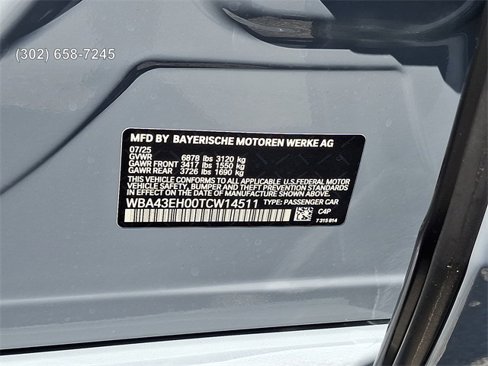 (302) 658-7245
MFD BY BAYERISCHE MOTOREN WERKE AG
07/25
GVWR 6878 lbs 3120 kg
GAWR FRONT 3417 lbs 1550 kg
GAWR REAR 3726 lbs 1690 kg
THIS VEHICLE CONFORMS TO ALL APPLICABLE U.S. FEDERAL MOTOR
VEHICLE SAFETY, BUMPER, AND THEFT PREVENTION STANDARDS
IN EFFECT ON THE DATE OF MANUFACTURE SHOWN ABOVE.
WBA43EH00TCW14511 TYPE: PASSENGER CAR
C4P
7 315 914